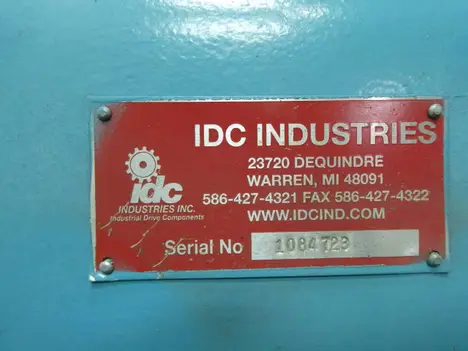 IDC INDUSTRIES
23720 DEQUINDRE
WARREN, MI 48091
586-427-4321 FAX 586-427-4322
WWW.IDCIND.COM
idc
INDUSTRIES INC.
Industrial Drive Components
Serial No 1084723